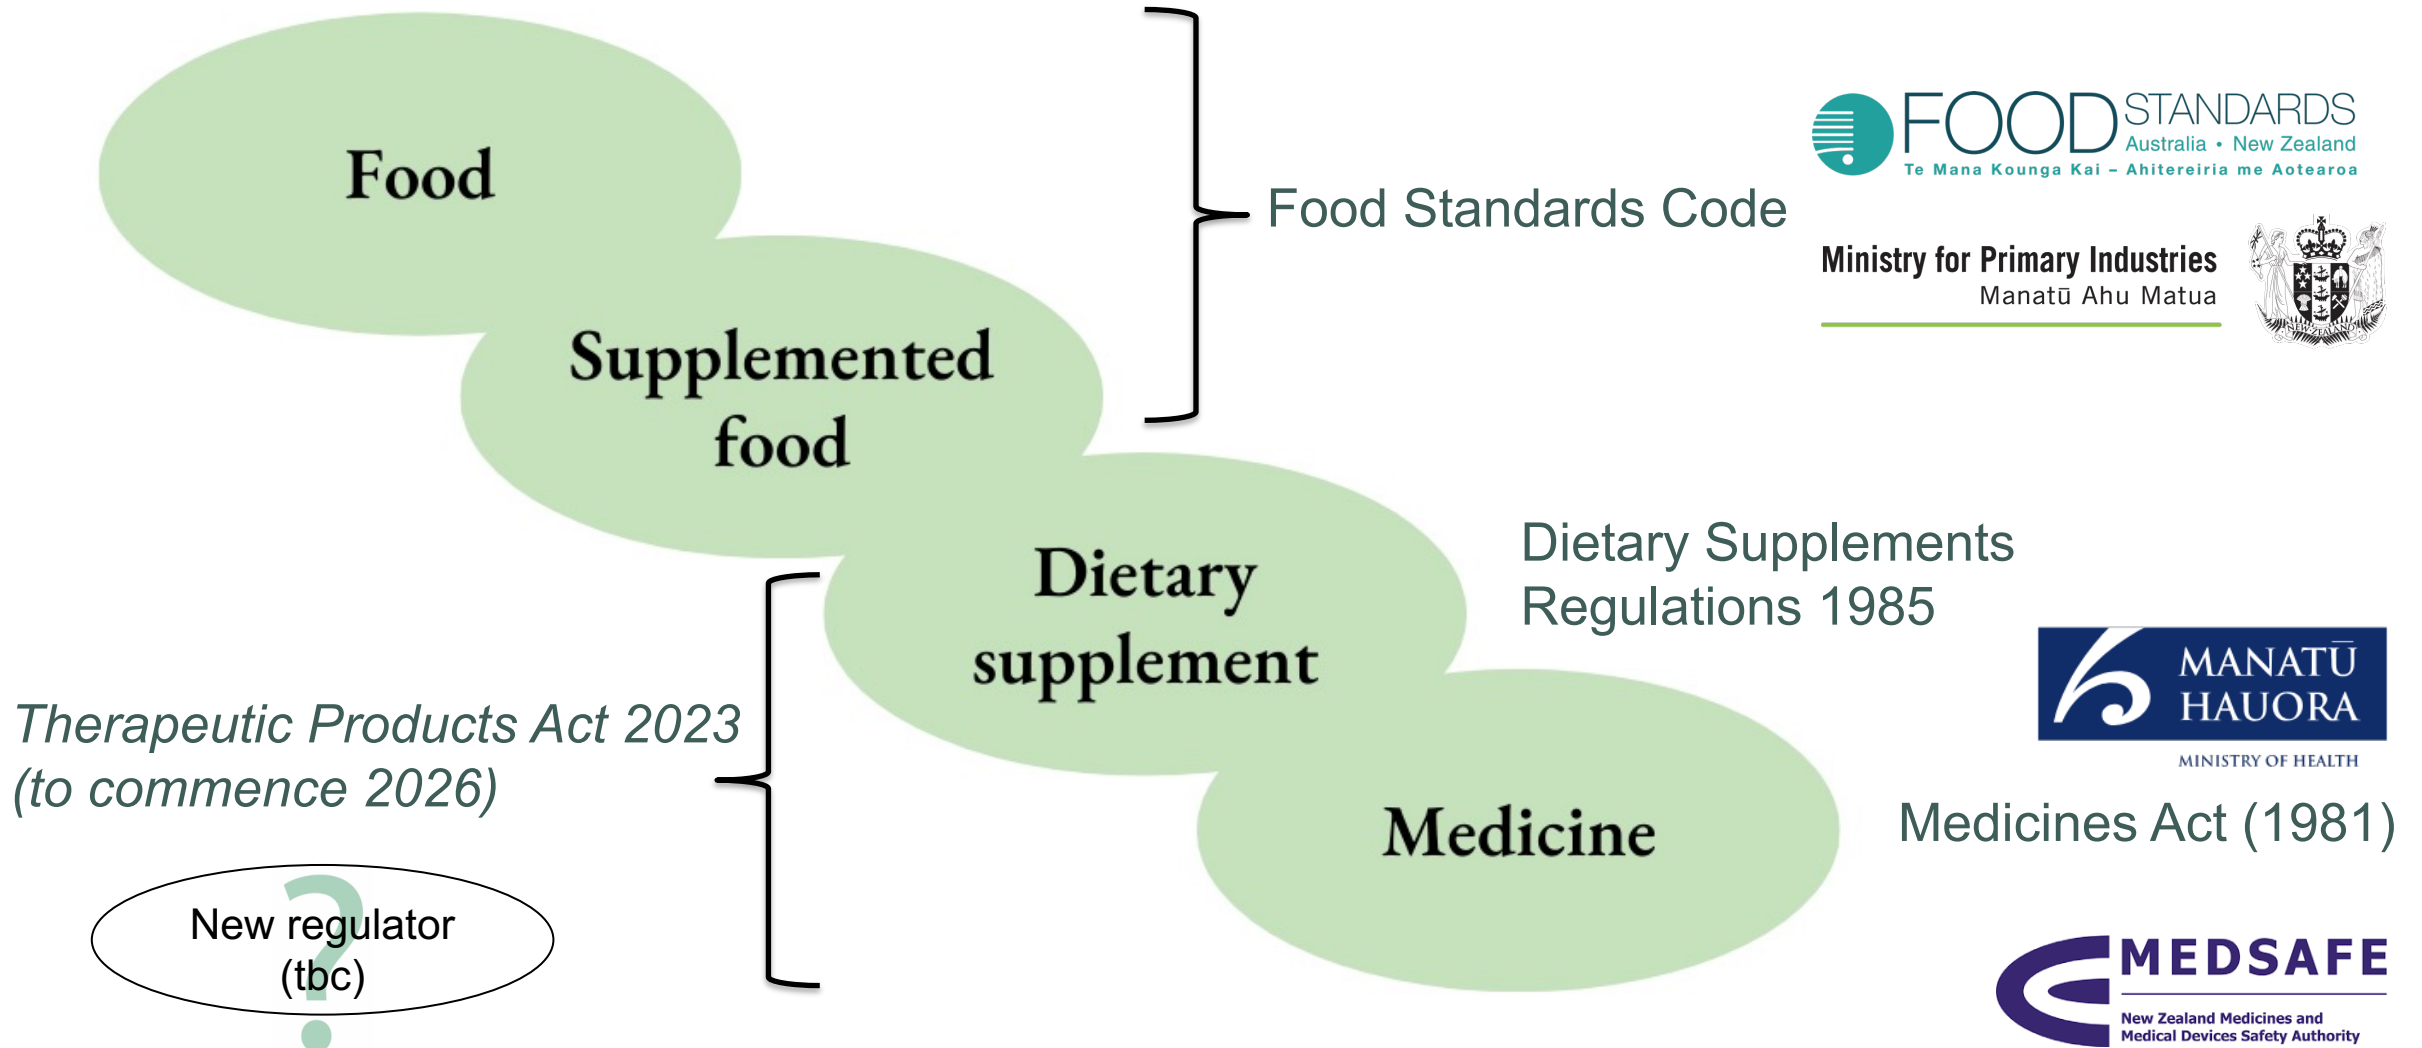 Food
Supplemented
food
Dietary
supplement
Medicine
Food Standards Code
FOOD STANDARDS
Australia • New Zealand
Te Mana Kounga Kai – Ahitereiria me Aotearoa
Ministry for Primary Industries
Manatū Ahu Matua
NEW ZEALAND
Dietary Supplements
Regulations 1985
MANATŪ
HAUORA
MINISTRY OF HEALTH
Medicines Act (1981)
MEDSAFE
New Zealand Medicines and
Medical Devices Safety Authority
Therapeutic Products Act 2023
(to commence 2026)
?
New regulator
(tbc)